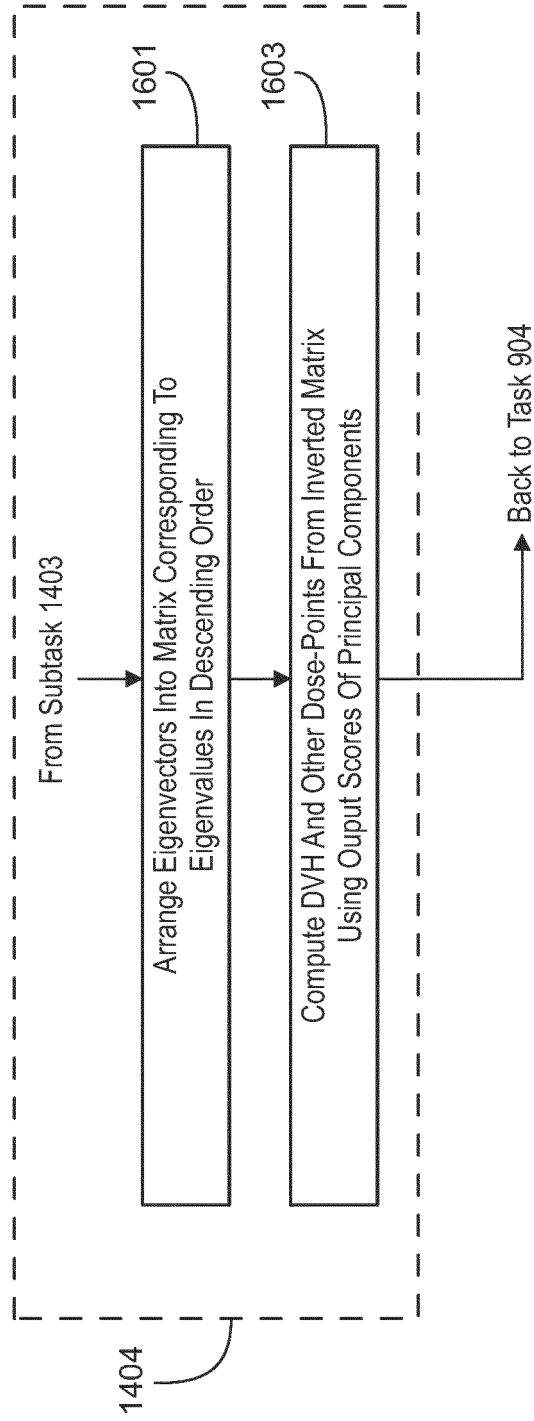 From Subtask 1403
1601
Arrange Eigenvectors Into Matrix Corresponding To
Eigenvalues In Descending Order
1603
Compute DVH And Other Dose-Points From Inverted Matrix
Using Ouput Scores Of Principal Components
1404
Back to Task 904